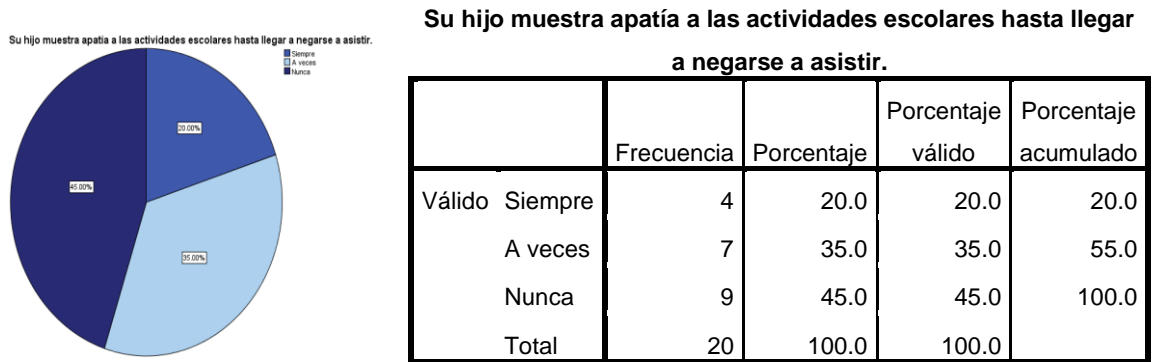 Su hijo muestra apatía a las actividades escolares hasta llegar a negarse a asistir.
Siempre
A veces
Nunca
20.00%
45.00%
35.00%
Su hijo muestra apatía a las actividades escolares hasta llegar
a negarse a asistir.
Frecuencia Porcentaje Porcentaje válido Porcentaje acumulado
Válido Siempre 4 20.0 20.0 20.0
A veces 7 35.0 35.0 55.0
Nunca 9 45.0 45.0 100.0
Total 20 100.0 100.0